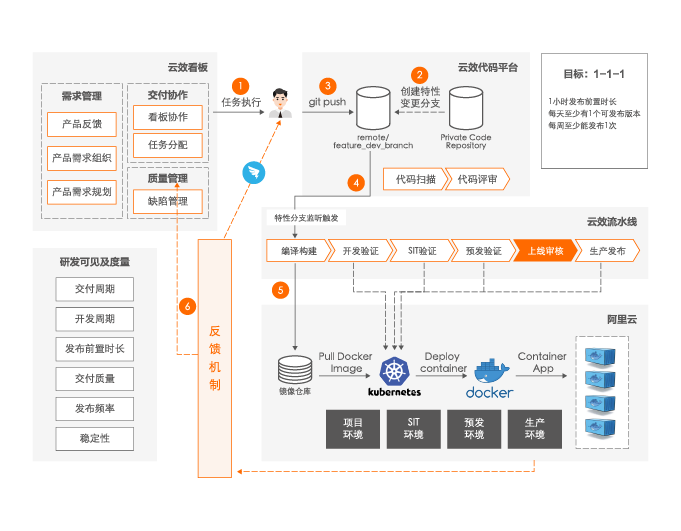 云效看板
需求管理
产品反馈
产品需求组织
产品需求规划
交付协作
看板协作
任务分配
质量管理
缺陷管理
1
任务执行
云效代码平台
3
git push
2
创建特性
变更分支
remote/
feature_dev_branch
Private Code
Repository
4
代码扫描
代码评审
目标：1-1-1
1小时发布前置时长
每天至少有1个可发布版本
每周至少能发布1次
特性分支监听触发
云效流水线
编译构建
开发验证
SIT验证
预发验证
上线审核
生产发布
研发可见及度量
交付周期
开发周期
发布前置时长
交付质量
发布频率
稳定性
6
反
馈
机
制
5
阿里云
镜像仓库
Pull Docker
Image
kubernetes
Deploy
container
docker
Container
App
项目
环境
SIT
环境
预发
环境
生产
环境